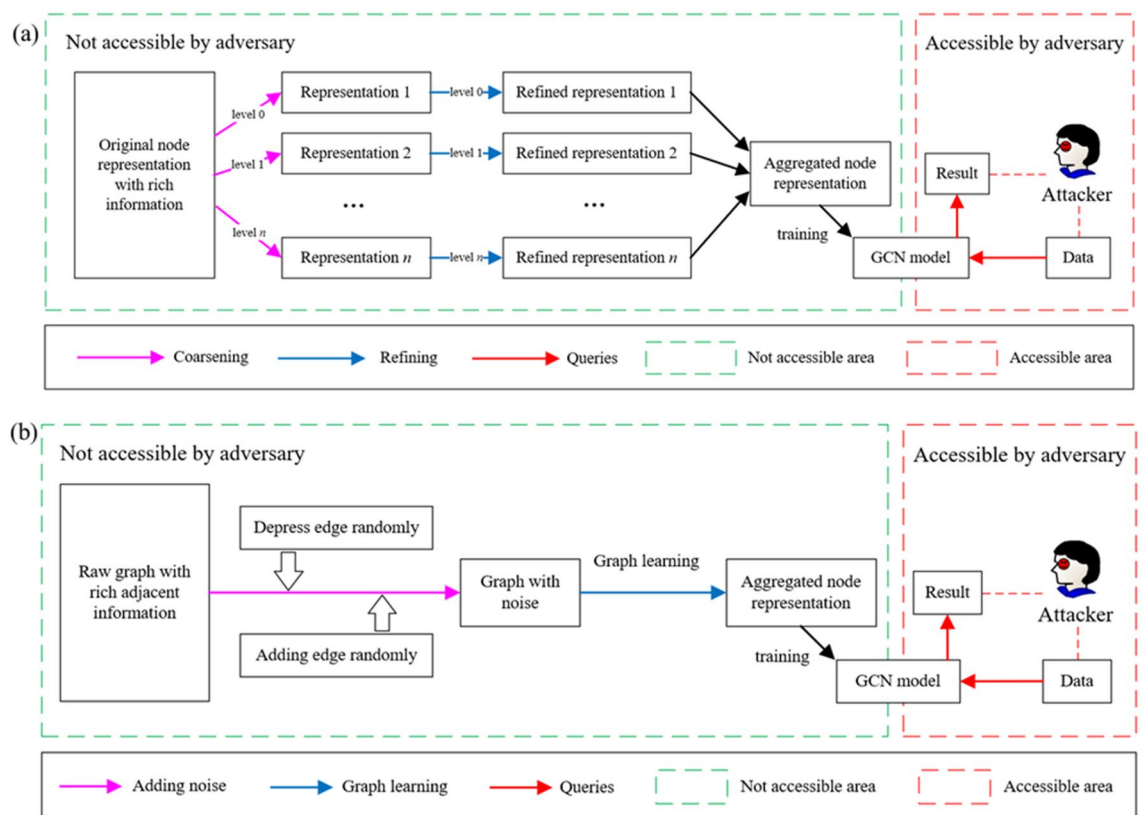 (a)
Not accessible by adversary
Accessible by adversary
Original node
representation
with rich
information
level 0
level 1
level n
Representation 1
level 0
Refined representation 1
Representation 2
level 1
Refined representation 2
...
...
Representation n
level n
Refined representation n
Aggregated node
representation
training
GCN model
Result
Attacker
Data
Coarsening
Refining
Queries
Not accessible area
Accessible area
(b)
Not accessible by adversary
Accessible by adversary
Raw graph with
rich adjacent
information
Depress edge randomly
Adding edge randomly
Graph with
noise
Graph learning
Aggregated node
representation
training
GCN model
Result
Attacker
Data
Adding noise
Graph learning
Queries
Not accessible area
Accessible area